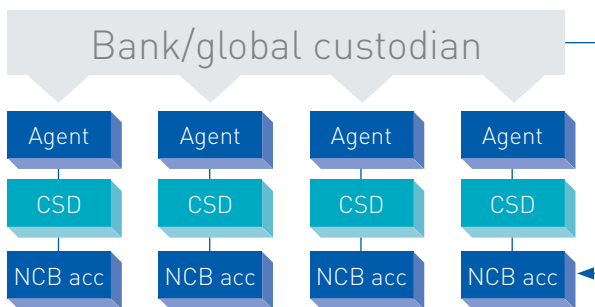 Bank/global custodian
Agent Agent Agent Agent
CSD CSD CSD CSD
NCB acc NCB acc NCB acc NCB acc